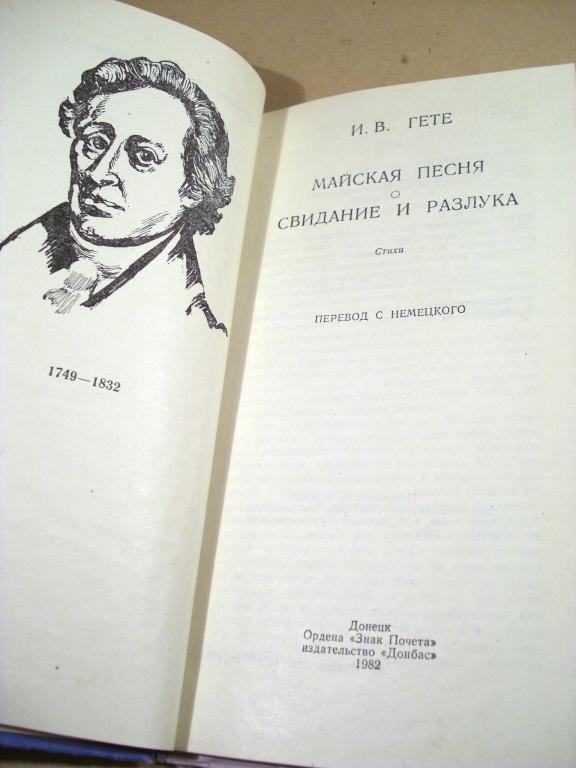 1749—1832
И. В. ГЕТЕ
МАЙСКАЯ ПЕСНЯ
О
СВИДАНИЕ И РАЗЛУКА
Стихи
ПЕРЕВОД С НЕМЕЦКОГО
Донецк
Ордена «Знак Почета»
издательство «Донбас»
1982